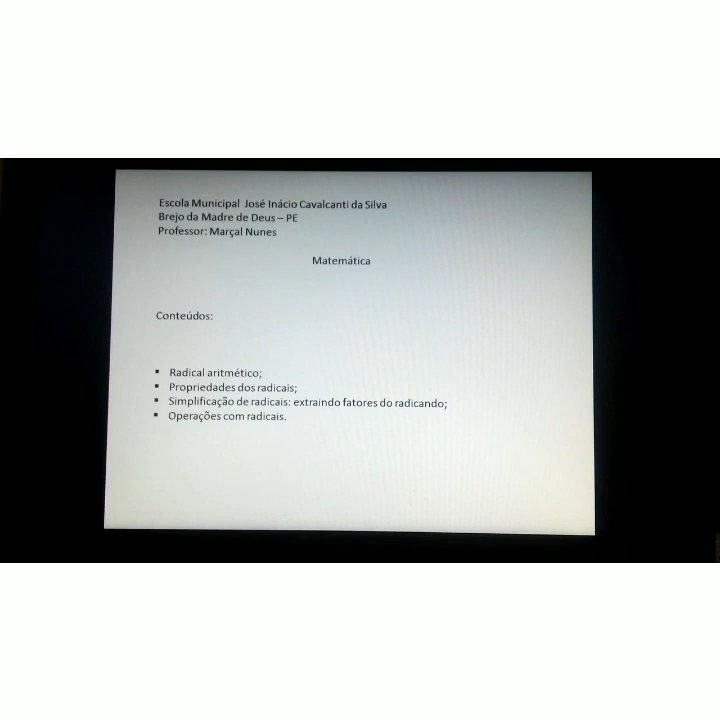 Escola Municipal José Inácio Cavalcanti da Silva
Brejo da Madre de Deus – PE
Professor: Marçal Nunes
Matemática
Conteúdos:
▪ Radical aritmético;
▪ Propriedades dos radicais;
▪ Simplificação de radicais: extraindo fatores do radicando;
▪ Operações com radicais.